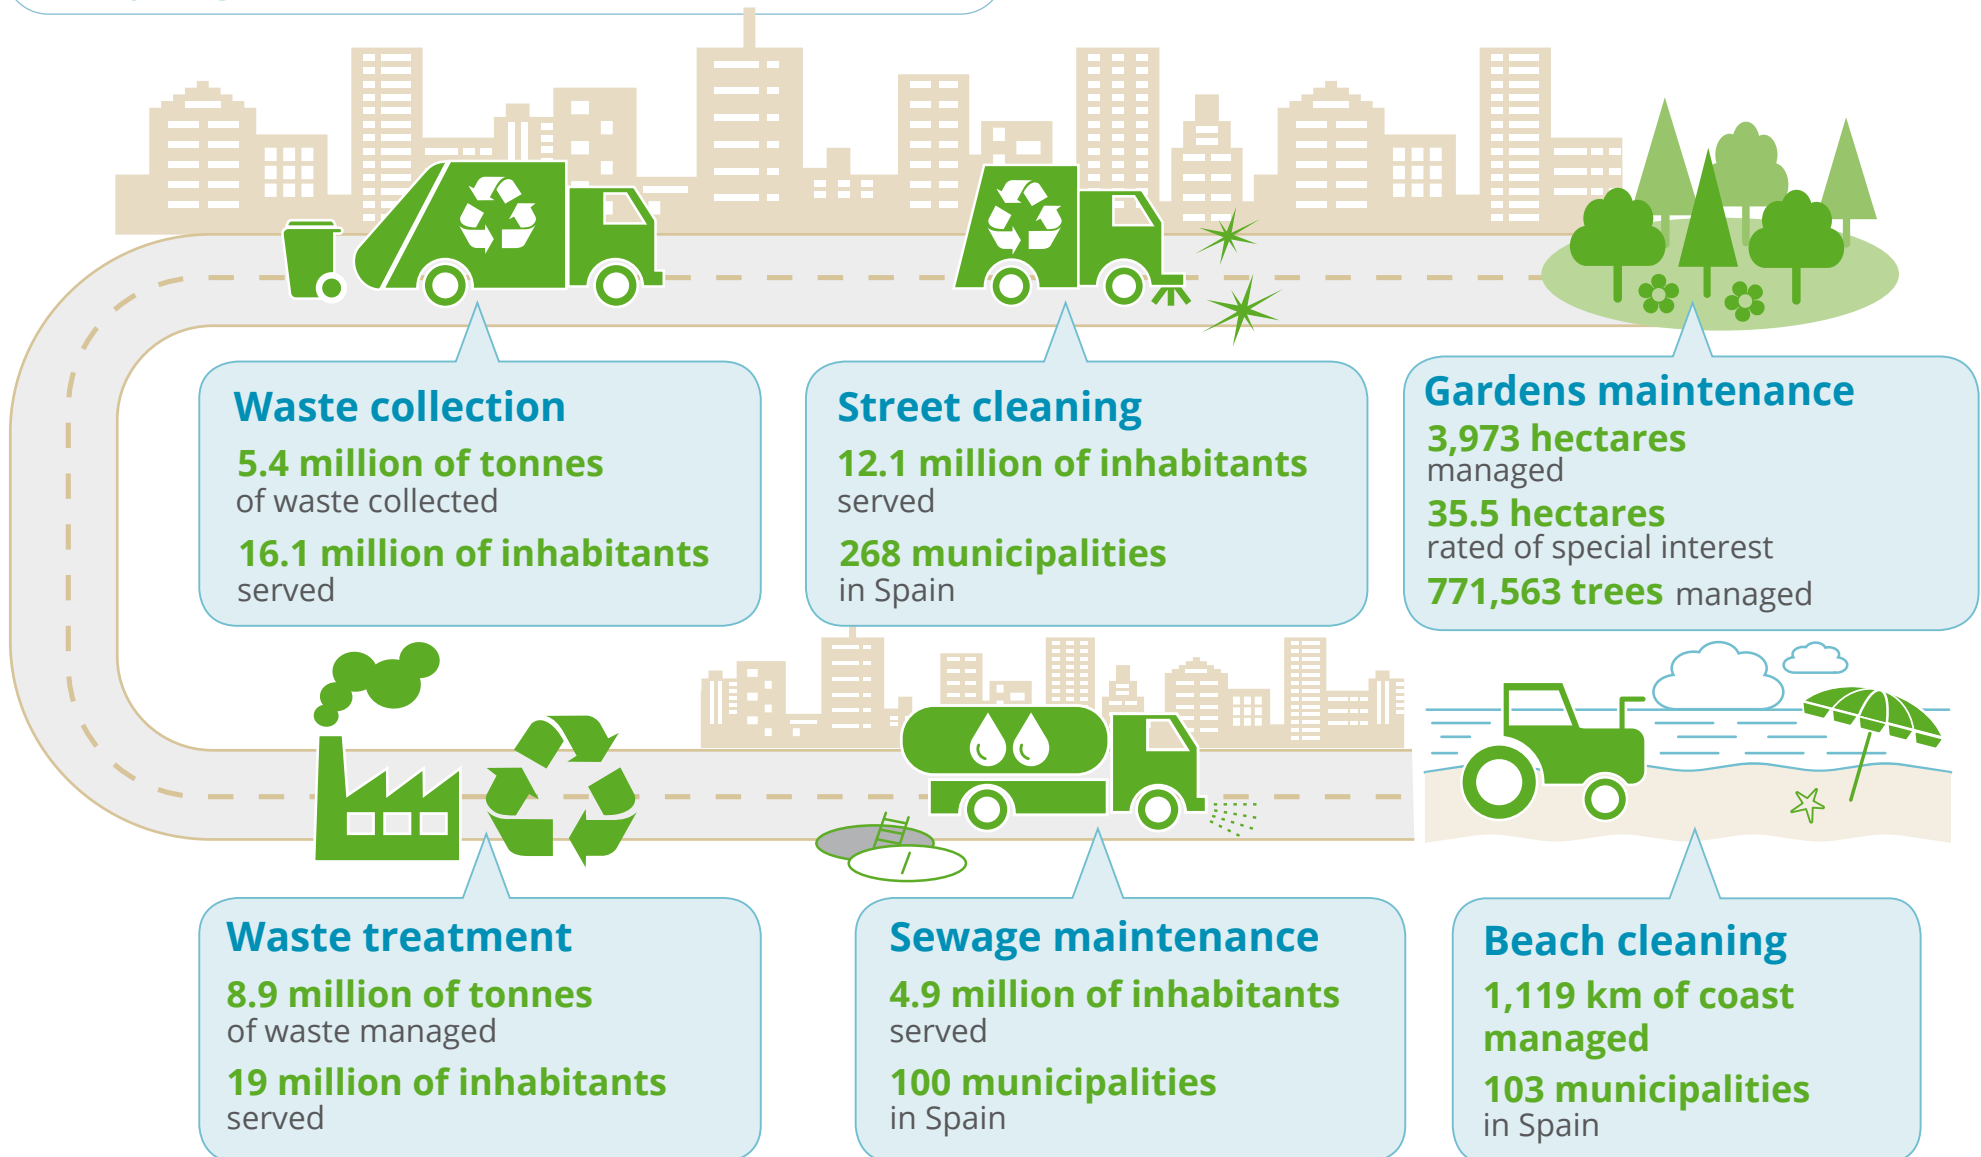 Waste collection
5.4 million of tonnes
of waste collected
16.1 million of inhabitants
served
Street cleaning
12.1 million of inhabitants
served
268 municipalities
in Spain
Gardens maintenance
3,973 hectares
managed
35.5 hectares
rated of special interest
771,563 trees managed
Waste treatment
8.9 million of tonnes
of waste managed
19 million of inhabitants
served
Sewage maintenance
4.9 million of inhabitants
served
100 municipalities
in Spain
Beach cleaning
1,119 km of coast
managed
103 municipalities
in Spain